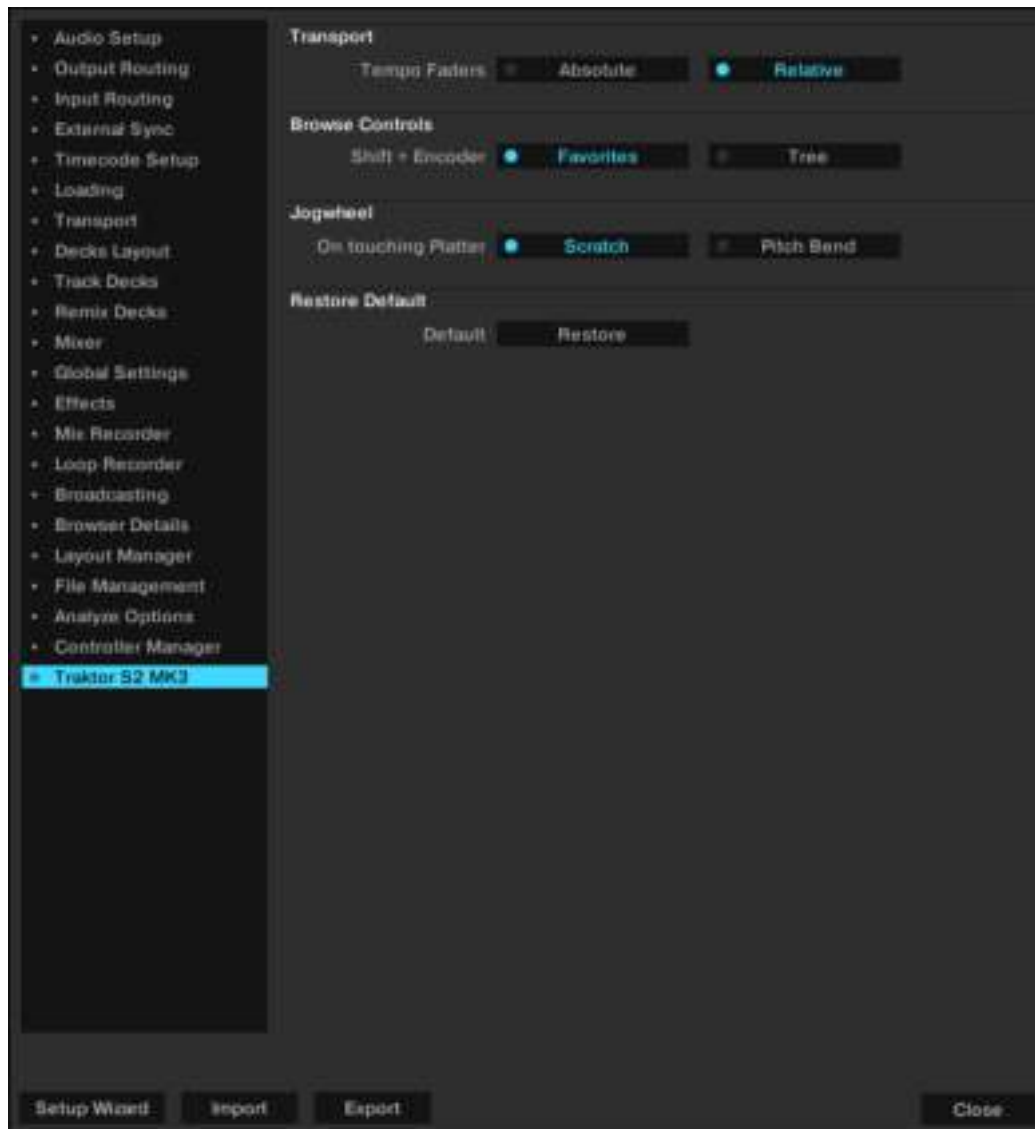 Audio Setup
Output Routing
Input Routing
External Sync
Timecode Setup
Loading
Transport
Decks Layout
Track Decks
Remix Decks
Mixer
Global Settings
Effects
Mix Recorder
Loop Recorder
Broadcasting
Browser Details
Layout Manager
File Management
Analyze Options
Controller Manager
Traktor S2 MK3
Transport
Tempo Faders Absolute Relative
Browse Controls
Shift + Encoder Favorites Tree
Jogwheel
On touching Platter Scratch Pitch Bend
Restore Default
Default Restore
Setup Wizard Import Export Close